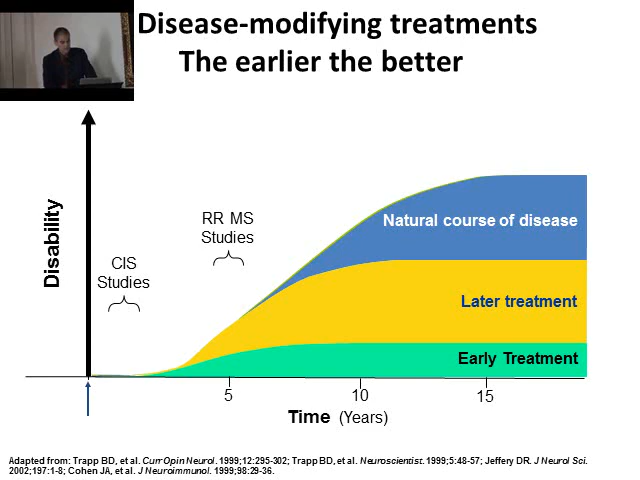 Disease-modifying treatments
The earlier the better
Disability
CIS
Studies
RR MS
Studies
Natural course of disease
Later treatment
Early Treatment
5
10
15
Time (Years)
Adapted from: Trapp BD, et al. Curr Opin Neurol. 1999;12:295-302; Trapp BD, et al. Neuroscientist. 1999;5:48-57; Jeffery DR. J Neurol Sci.
2002;197:1-8; Cohen JA, et al. J Neuroimmunol. 1999;98:29-36.